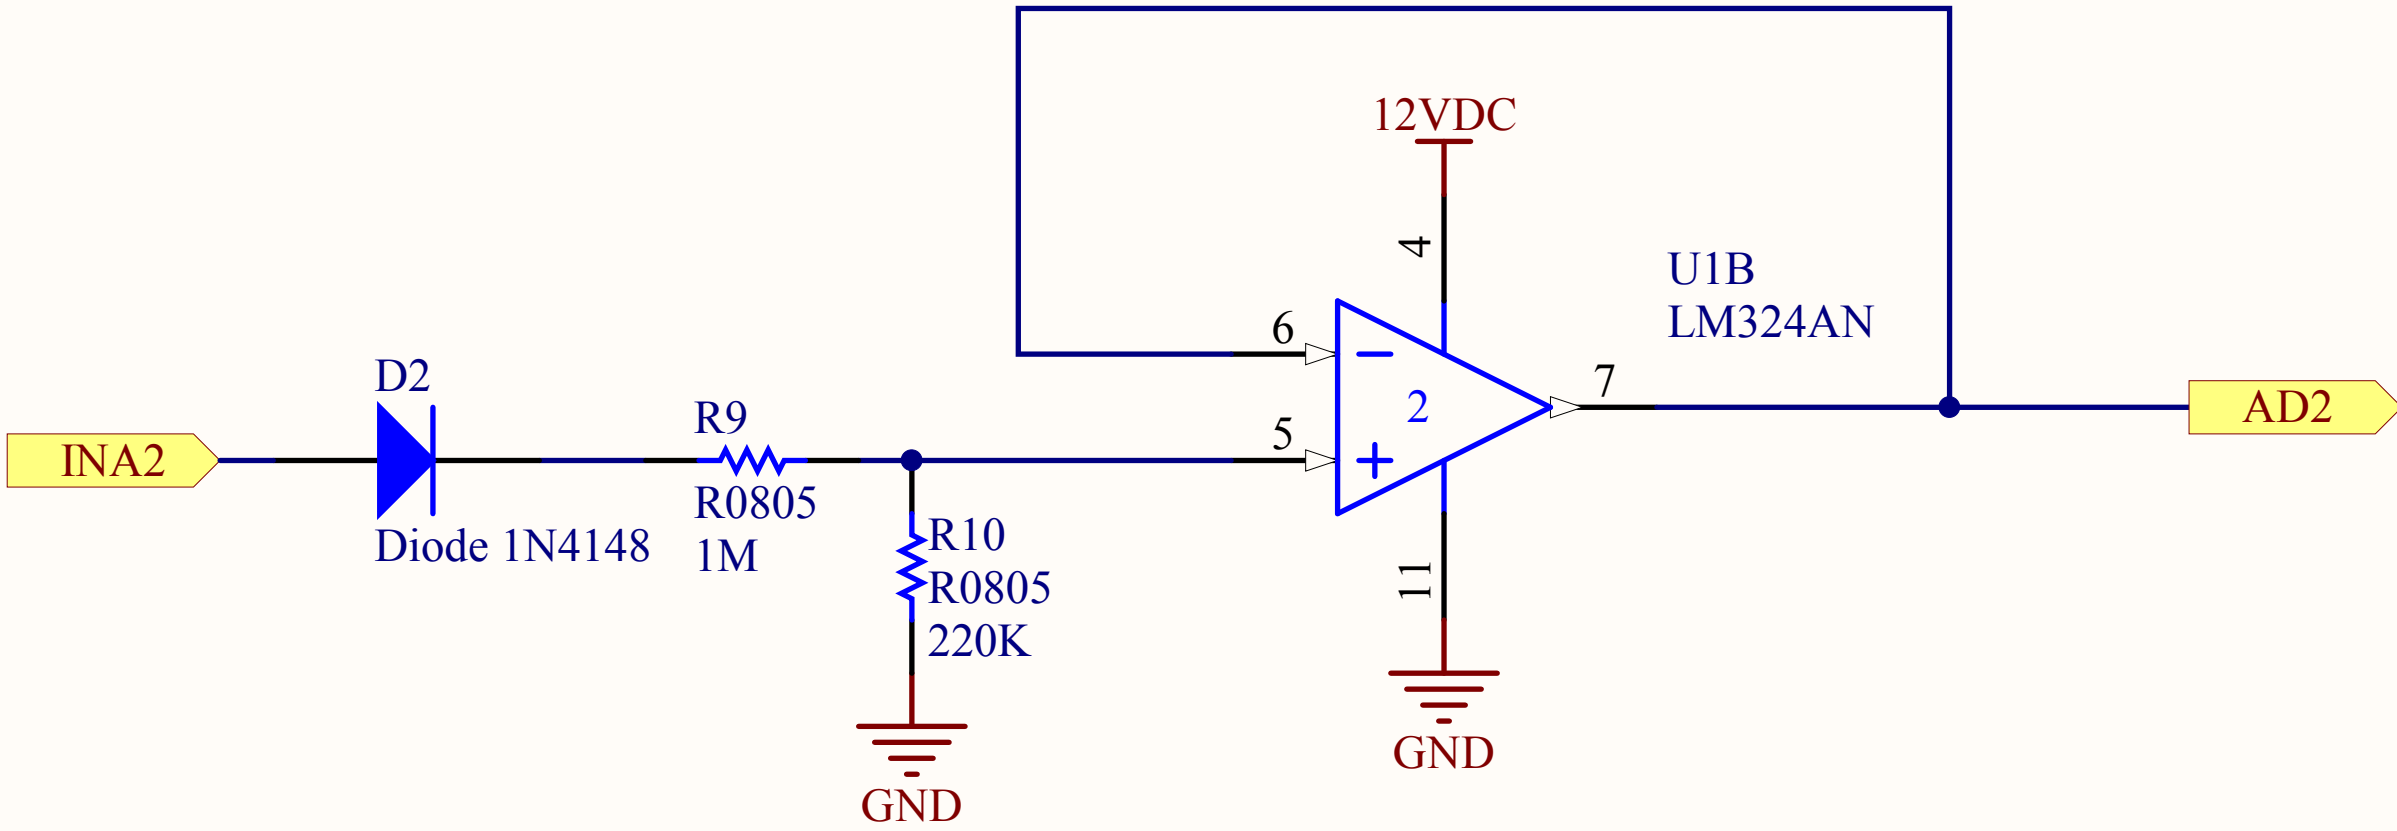 12VDC
4
U1B
LM324AN
6
D2
2
7
AD2
R9
5
INA2
R0805
1M
Diode 1N4148
R10
R0805
220K
11
GND
GND